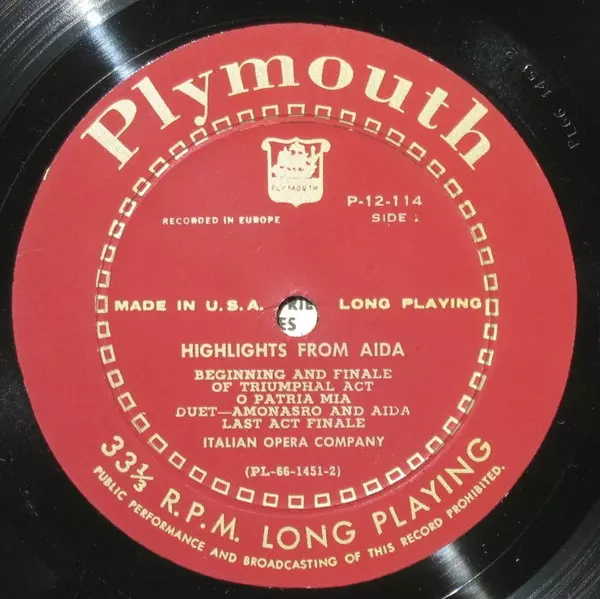 Plymouth
PLYMOUTH
P-12-114
RECORDED IN EUROPE
SIDE 1
MADE IN U.S.A.
LONG PLAYING
HIGHLIGHTS FROM AIDA
BEGINNING AND FINALE
OF TRIUMPHAL ACT
O PATRIA MIA
DUET—AMONASRO AND AIDA
LAST ACT FINALE
ITALIAN OPERA COMPANY
(PL-66-1451-2)
33⅓ R.P.M. LONG PLAYING
PUBLIC PERFORMANCE AND BROADCASTING OF THIS RECORD PROHIBITED.